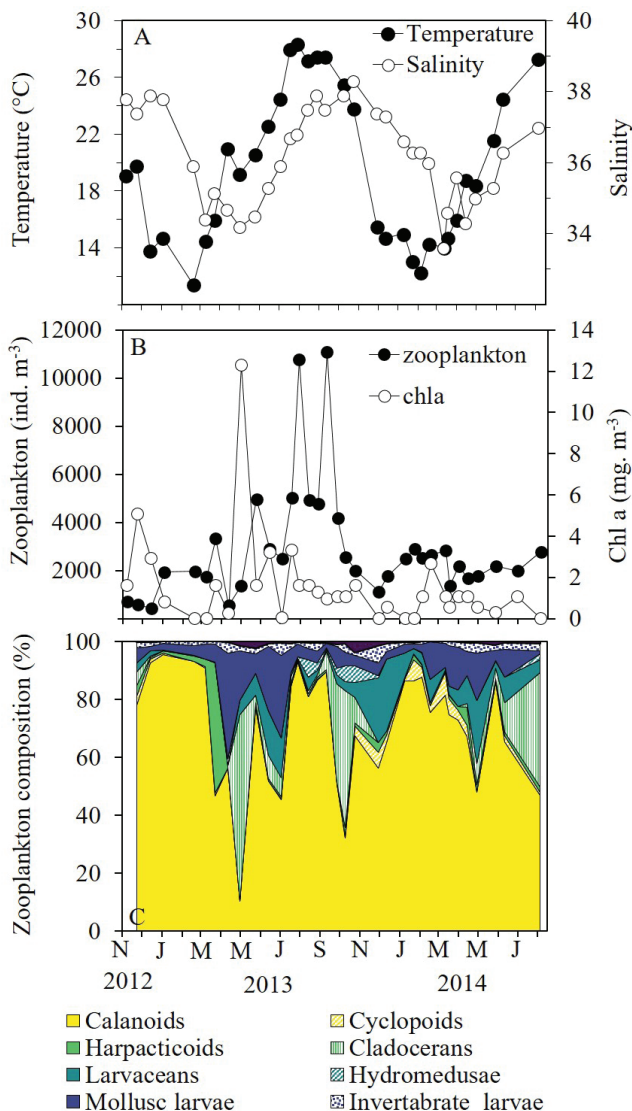 30
26
22
18
14
Temperature (°C)
A
Temperature
Salinity
40
38
36
34
Salinity
12000
10000
8000
6000
4000
2000
Zooplankton (ind. m-3)
B
zooplankton
chla
14
12
10
8
6
4
2
0
Chl a (mg. m-3)
100
80
60
40
20
0
Zooplankton composition (%)
C
N J M M J S N J M M J
2012 2013 2014
Calanoids Cyclopoids
Harpacticoids Cladocerans
Larvaceans Hydromedusae
Mollusc larvae Invertabrate larvae